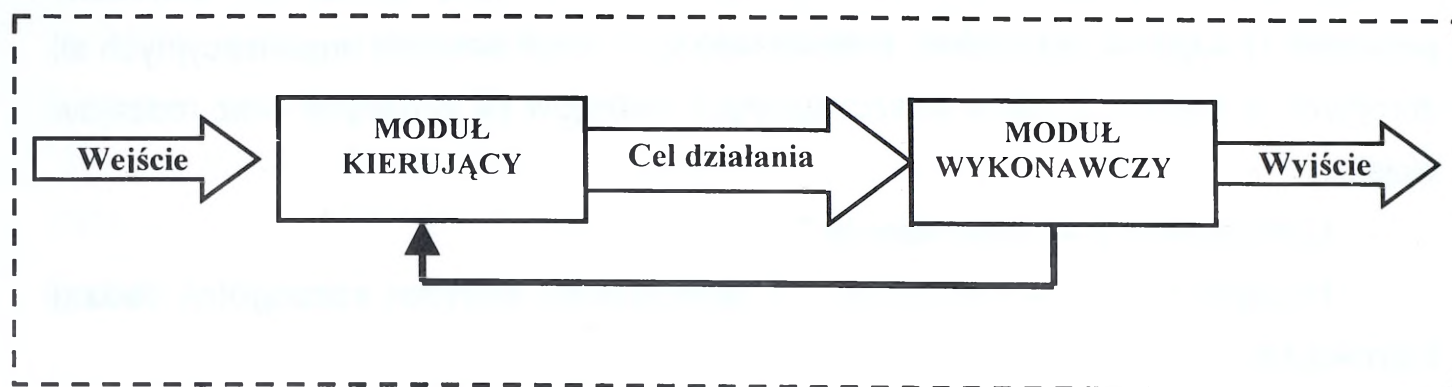 Wejście
MODUŁ
KIERUJĄCY
Cel działania
MODUŁ
WYKONAWCZY
Wyjście